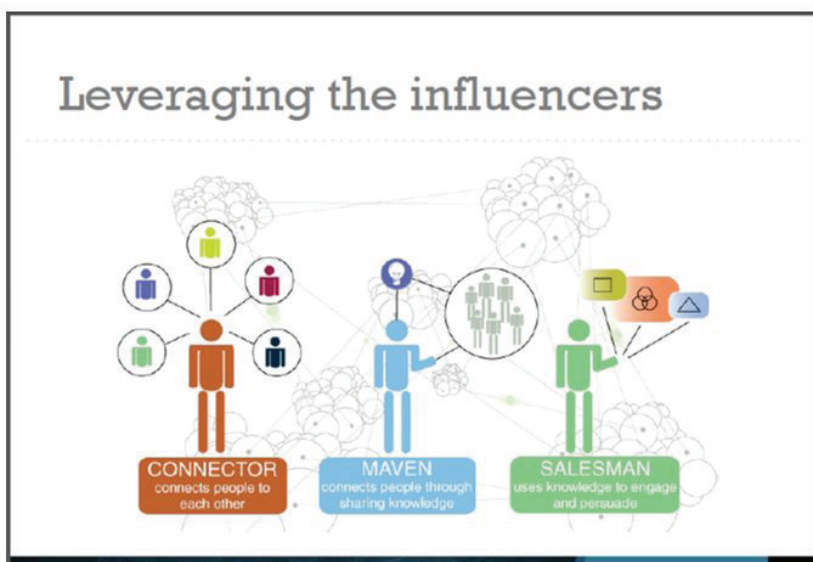 Leveraging the influencers
CONNECTOR
connects people to
each other
MAVEN
connects people through
sharing knowledge
SALESMAN
uses knowledge to engage
and persuade